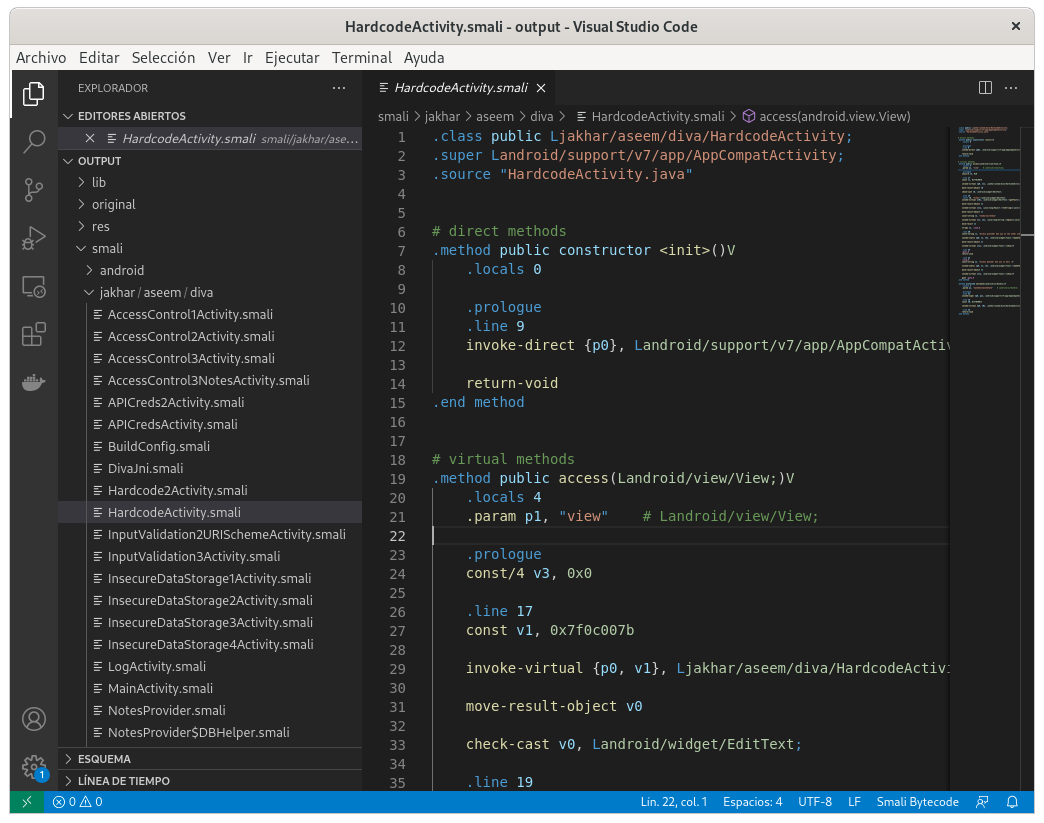 HardcodeActivity.smali - output - Visual Studio Code
Archivo Editar Selección Ver Ir Ejecutar Terminal Ayuda
EXPLORADOR
EDITORES ABIERTOS
HardcodeActivity.smali smali/jakhar/ase...
OUTPUT
lib
original
res
smali
android
jakhar / aseem / diva
AccessControl1Activity.smali
AccessControl2Activity.smali
AccessControl3Activity.smali
AccessControl3NotesActivity.smali
APICreds2Activity.smali
APICredsActivity.smali
BuildConfig.smali
DivaJni.smali
Hardcode2Activity.smali
HardcodeActivity.smali
InputValidation2URISchemeActivity.smali
InputValidation3Activity.smali
InsecureDataStorage1Activity.smali
InsecureDataStorage2Activity.smali
InsecureDataStorage3Activity.smali
InsecureDataStorage4Activity.smali
LogActivity.smali
MainActivity.smali
NotesProvider.smali
NotesProvider$DBHelper.smali
ESQUEMA
LÍNEA DE TIEMPO
HardcodeActivity.smali
smali > jakhar > aseem > diva > HardcodeActivity.smali > access(android.view.View)
1 .class public Ljakhar/aseem/diva/HardcodeActivity;
2 .super Landroid/support/v7/app/AppCompatActivity;
3 .source "HardcodeActivity.java"
4
5
6 # direct methods
7 .method public constructor <init>()V
8 .locals 0
9
10 .prologue
11 .line 9
12 invoke-direct {p0}, Landroid/support/v7/app/AppCompatActiv
13
14 return-void
15 .end method
16
17
18 # virtual methods
19 .method public access(Landroid/view/View;)V
20 .locals 4
21 .param p1, "view" # Landroid/view/View;
22
23 .prologue
24 const/4 v3, 0x0
25
26 .line 17
27 const v1, 0x7f0c007b
28
29 invoke-virtual {p0, v1}, Ljakhar/aseem/diva/HardcodeActivi
30
31 move-result-object v0
32
33 check-cast v0, Landroid/widget/EditText;
34
35 .line 19
1
0 0
Lín. 22, col. 1 Espacios: 4 UTF-8 LF Smali Bytecode